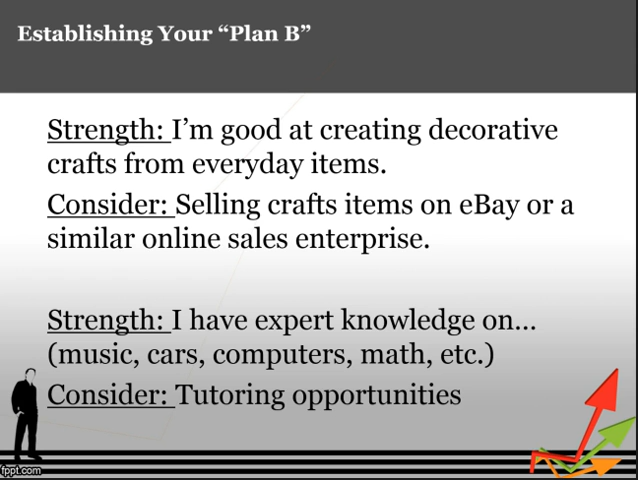 Establishing Your “Plan B”
Strength: I’m good at creating decorative
crafts from everyday items.
Consider: Selling crafts items on eBay or a
similar online sales enterprise.
Strength: I have expert knowledge on…
(music, cars, computers, math, etc.)
Consider: Tutoring opportunities
fppt.com